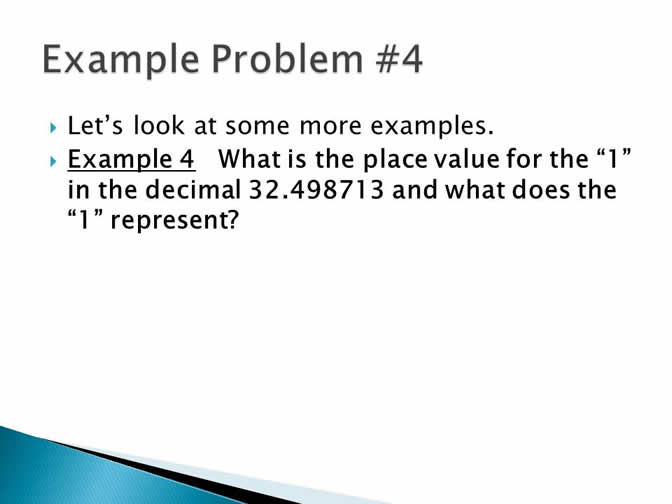 Example Problem #4
Let's look at some more examples.
Example 4 What is the place value for the “1”
in the decimal 32.498713 and what does the
“1” represent?